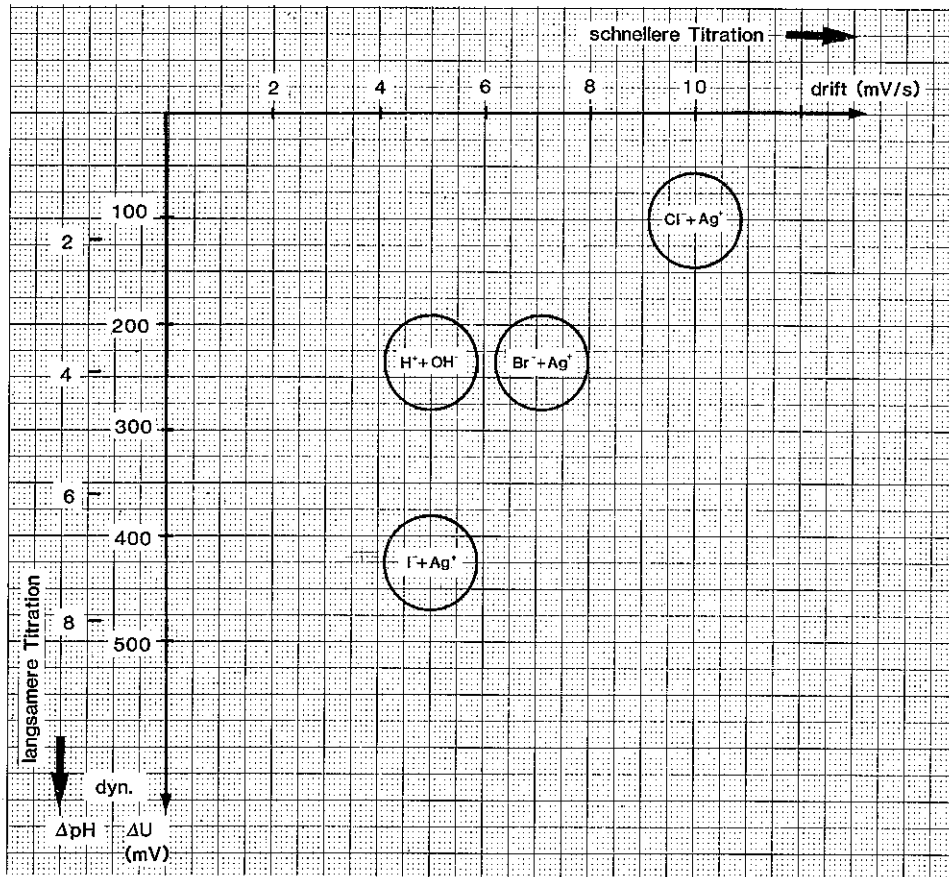 schnellere Titration
2 4 6 8 10 drift (mV/s)
100
Cl⁻+Ag⁺
2
200
H⁺+OH⁻ Br⁻+Ag⁺
4
300
6
400
I⁻+Ag⁺
8
500
langsamere Titration
dyn.
ΔpH ΔU
(mV)